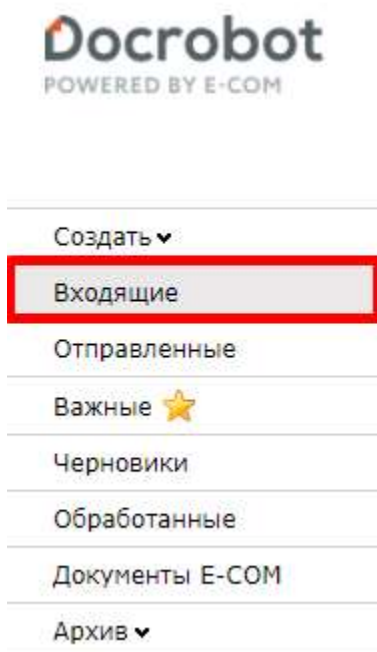 Docrobot
POWERED BY E-COM
Создать
Входящие
Отправленные
Важные
Черновики
Обработанные
Документы E-COM
Архив